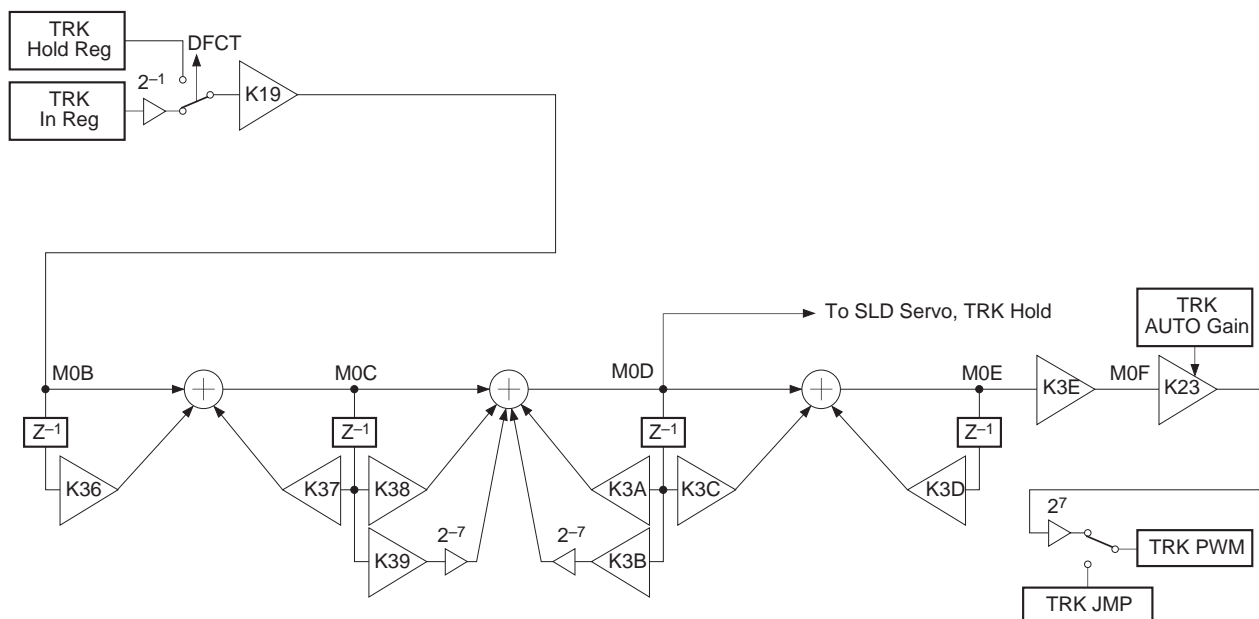 TRK
Hold Reg
DFCT
2–1
K19
TRK
In Reg
To SLD Servo, TRK Hold
TRK
AUTO Gain
M0B
M0C
M0D
M0E
M0F
K3E
K23
Z–1
Z–1
Z–1
Z–1
K36
K37
K38
K3A
K3C
K3D
K39
2–7
2–7
K3B
27
TRK PWM
TRK JMP